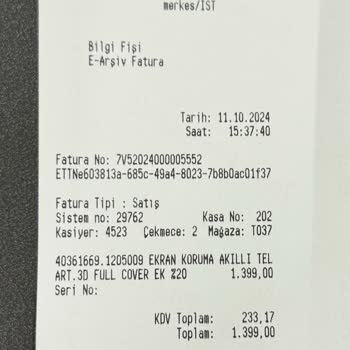 merkes/İST
Bilgi Fişi
E-Arşiv Fatura
Tarih: 11.10.2024
Saat: 15:37:40
Fatura No: 7V52024000005552
ETTNe603813a-685c-49a4-8023-7b8b0ac01f37
Fatura Tipi : Satış
Sistem no: 29762 Kasa No: 202
Kasiyer: 4523 Çekmece: 2 Mağaza: T037
40361669.1205009 EKRAN KORUMA AKILLI TEL
ART.3D FULL COVER EK %20 1.399,00
Seri No:
KDV Toplam: 233,17
Toplam: 1.399,00